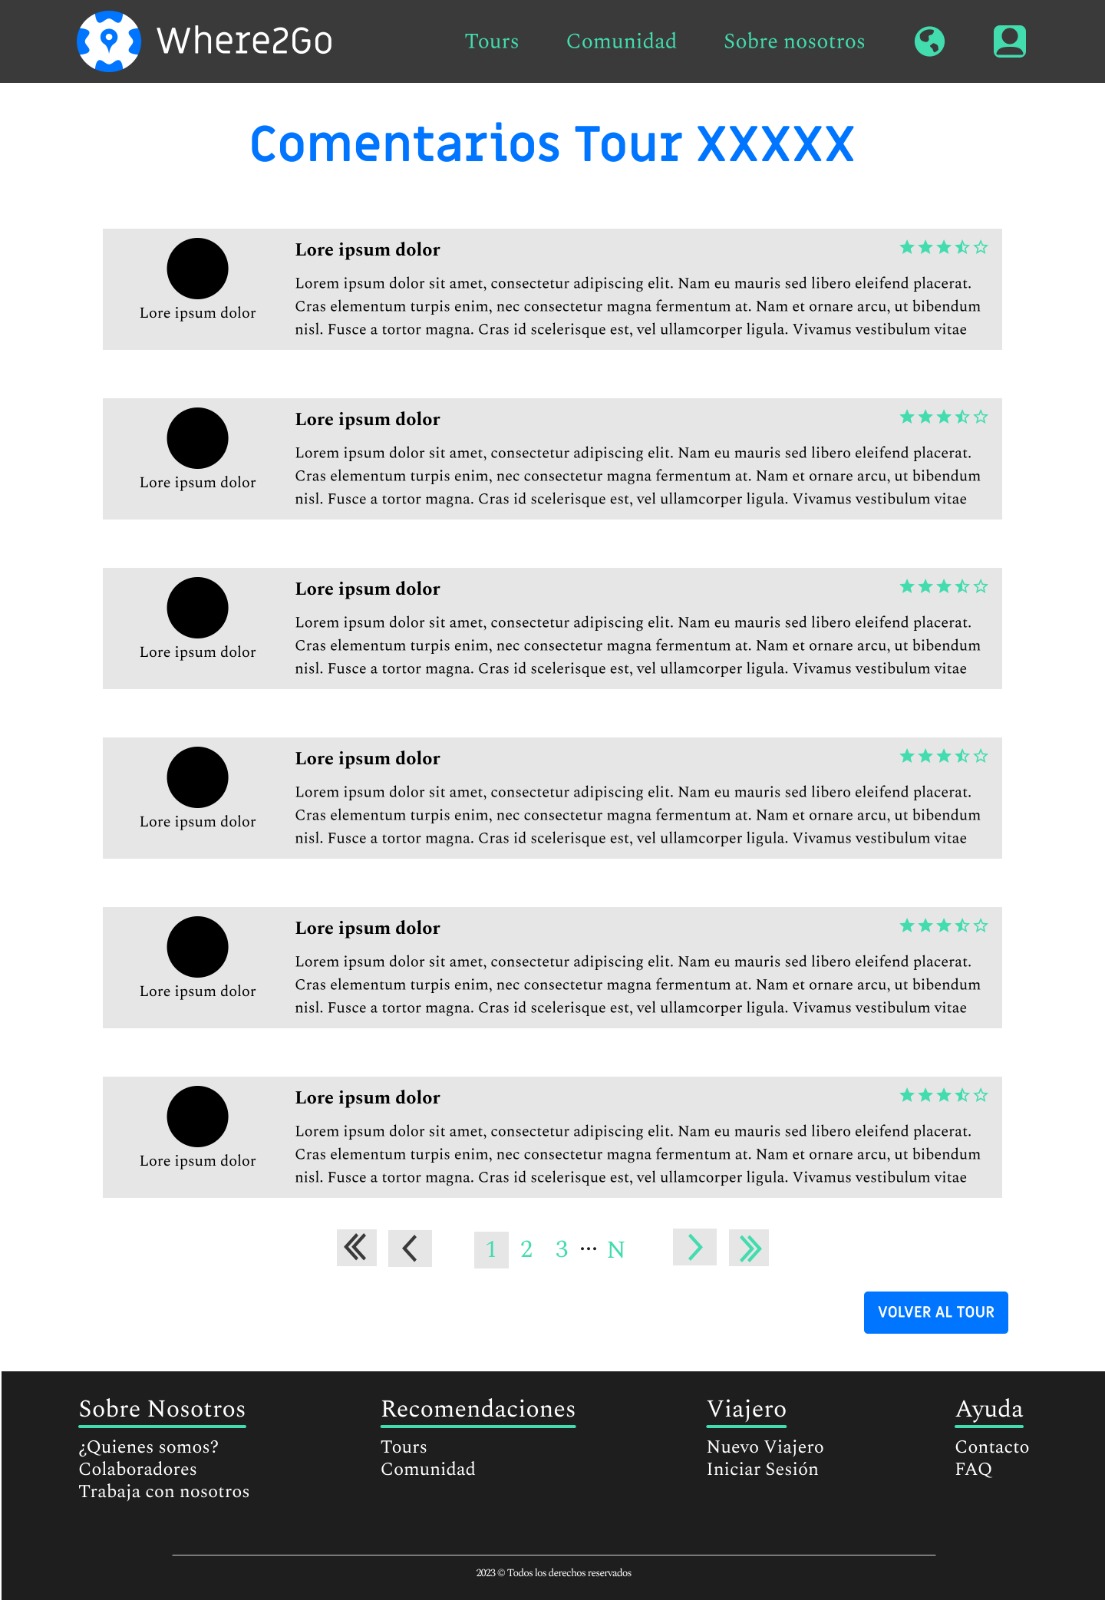 Where2Go
Tours
Comunidad
Sobre nosotros
Comentarios Tour XXXXX
Lore ipsum dolor
Lore ipsum dolor
Lorem ipsum dolor sit amet, consectetur adipiscing elit. Nam eu mauris sed libero eleifend placerat.
Cras elementum turpis enim, nec consectetur magna fermentum at. Nam et ornare arcu, ut bibendum
nisl. Fusce a tortor magna. Cras id scelerisque est, vel ullamcorper ligula. Vivamus vestibulum vitae
Lore ipsum dolor
Lore ipsum dolor
Lorem ipsum dolor sit amet, consectetur adipiscing elit. Nam eu mauris sed libero eleifend placerat.
Cras elementum turpis enim, nec consectetur magna fermentum at. Nam et ornare arcu, ut bibendum
nisl. Fusce a tortor magna. Cras id scelerisque est, vel ullamcorper ligula. Vivamus vestibulum vitae
Lore ipsum dolor
Lore ipsum dolor
Lorem ipsum dolor sit amet, consectetur adipiscing elit. Nam eu mauris sed libero eleifend placerat.
Cras elementum turpis enim, nec consectetur magna fermentum at. Nam et ornare arcu, ut bibendum
nisl. Fusce a tortor magna. Cras id scelerisque est, vel ullamcorper ligula. Vivamus vestibulum vitae
Lore ipsum dolor
Lore ipsum dolor
Lorem ipsum dolor sit amet, consectetur adipiscing elit. Nam eu mauris sed libero eleifend placerat.
Cras elementum turpis enim, nec consectetur magna fermentum at. Nam et ornare arcu, ut bibendum
nisl. Fusce a tortor magna. Cras id scelerisque est, vel ullamcorper ligula. Vivamus vestibulum vitae
Lore ipsum dolor
Lore ipsum dolor
Lorem ipsum dolor sit amet, consectetur adipiscing elit. Nam eu mauris sed libero eleifend placerat.
Cras elementum turpis enim, nec consectetur magna fermentum at. Nam et ornare arcu, ut bibendum
nisl. Fusce a tortor magna. Cras id scelerisque est, vel ullamcorper ligula. Vivamus vestibulum vitae
Lore ipsum dolor
Lore ipsum dolor
Lorem ipsum dolor sit amet, consectetur adipiscing elit. Nam eu mauris sed libero eleifend placerat.
Cras elementum turpis enim, nec consectetur magna fermentum at. Nam et ornare arcu, ut bibendum
nisl. Fusce a tortor magna. Cras id scelerisque est, vel ullamcorper ligula. Vivamus vestibulum vitae
1 2 3 ... N
VOLVER AL TOUR
Sobre Nosotros
¿Quienes somos?
Colaboradores
Trabaja con nosotros
Recomendaciones
Tours
Comunidad
Viajero
Nuevo Viajero
Iniciar Sesión
Ayuda
Contacto
FAQ
2023 © Todos los derechos reservados